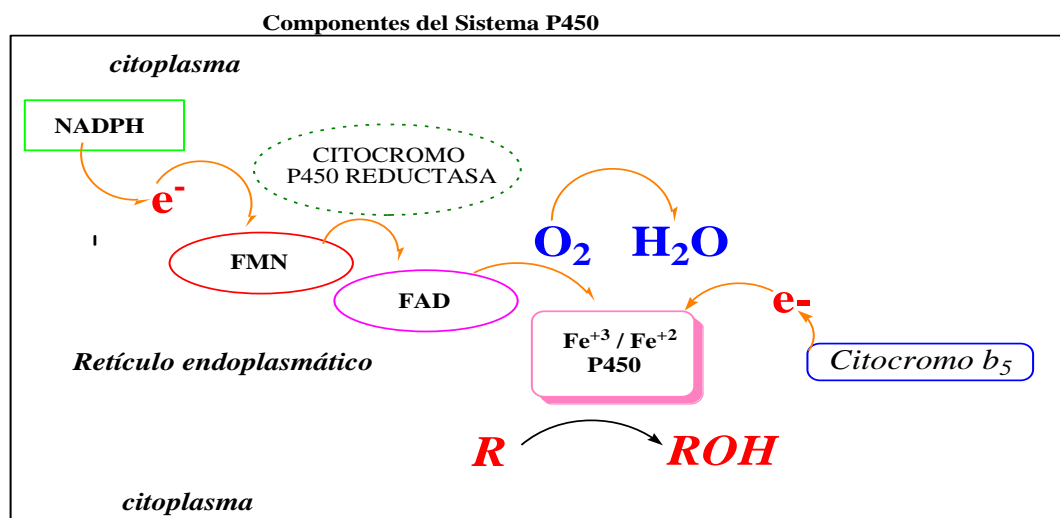 Componentes del Sistema P450
citoplasma
NADPH
e-
CITOCROMO
P450 REDUCTASA
FMN
FAD
O2
H2O
e-
Fe+3 / Fe+2
P450
Citocromo b5
Retículo endoplasmático
R
ROH
citoplasma